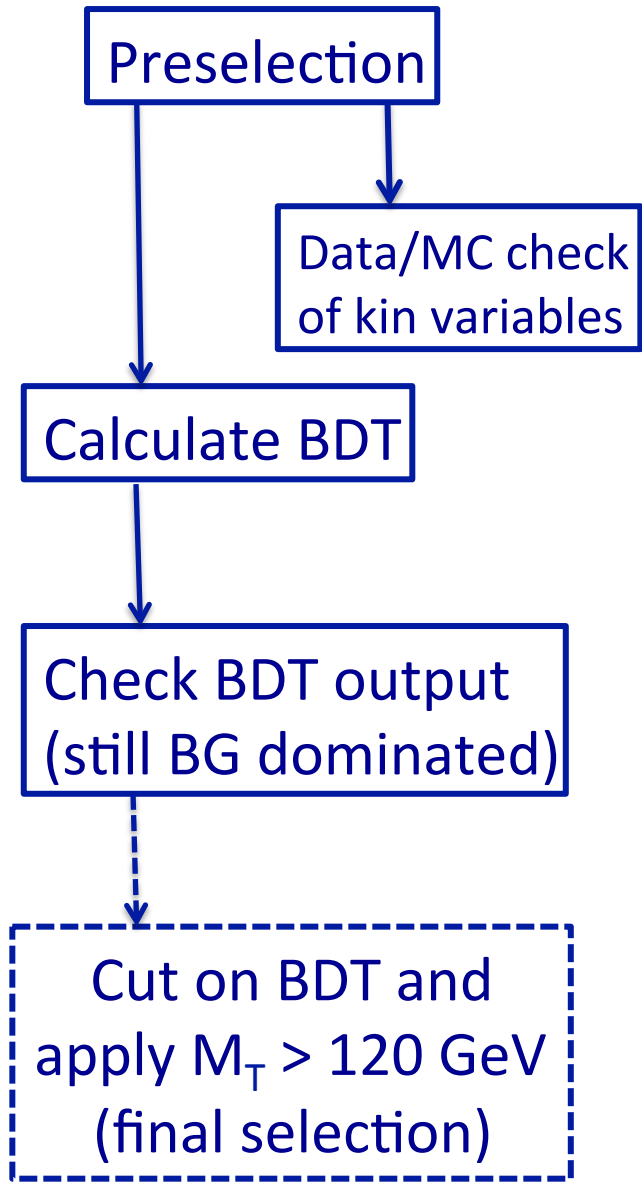 Preselection
Data/MC check
of kin variables
Calculate BDT
Check BDT output
(still BG dominated)
Cut on BDT and
apply M_T > 120 GeV
(final selection)